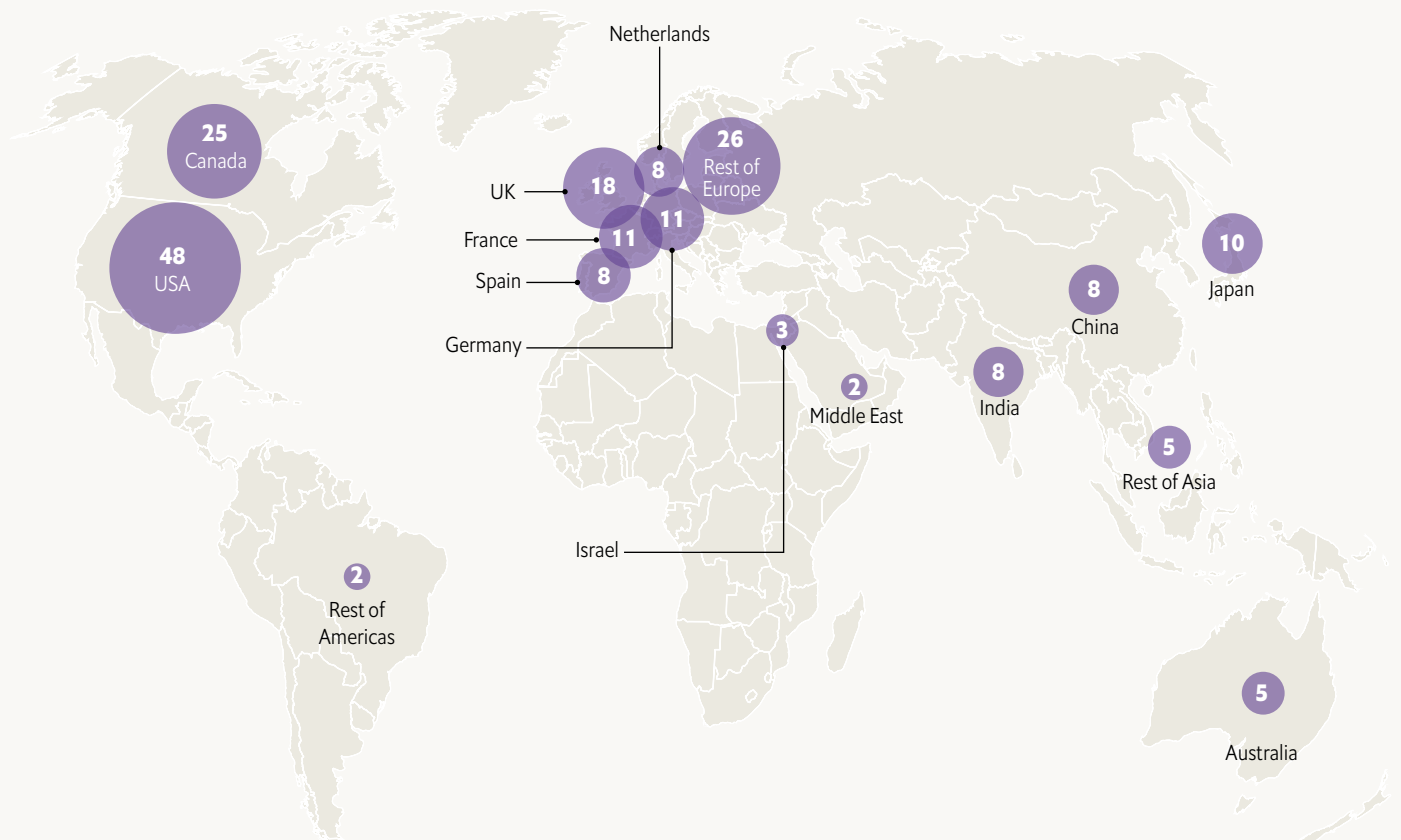 Netherlands
25
Canada
26
Rest of
Europe
8
UK
18
11
France
11
10
48
USA
Spain
8
8
Japan
China
Germany
3
8
2
India
Middle East
5
Rest of Asia
Israel
2
Rest of
Americas
5
Australia